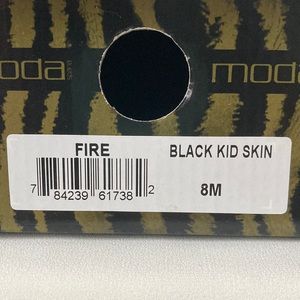 moda
moda
FIRE
BLACK KID SKIN
7 84239 61738 2
8M